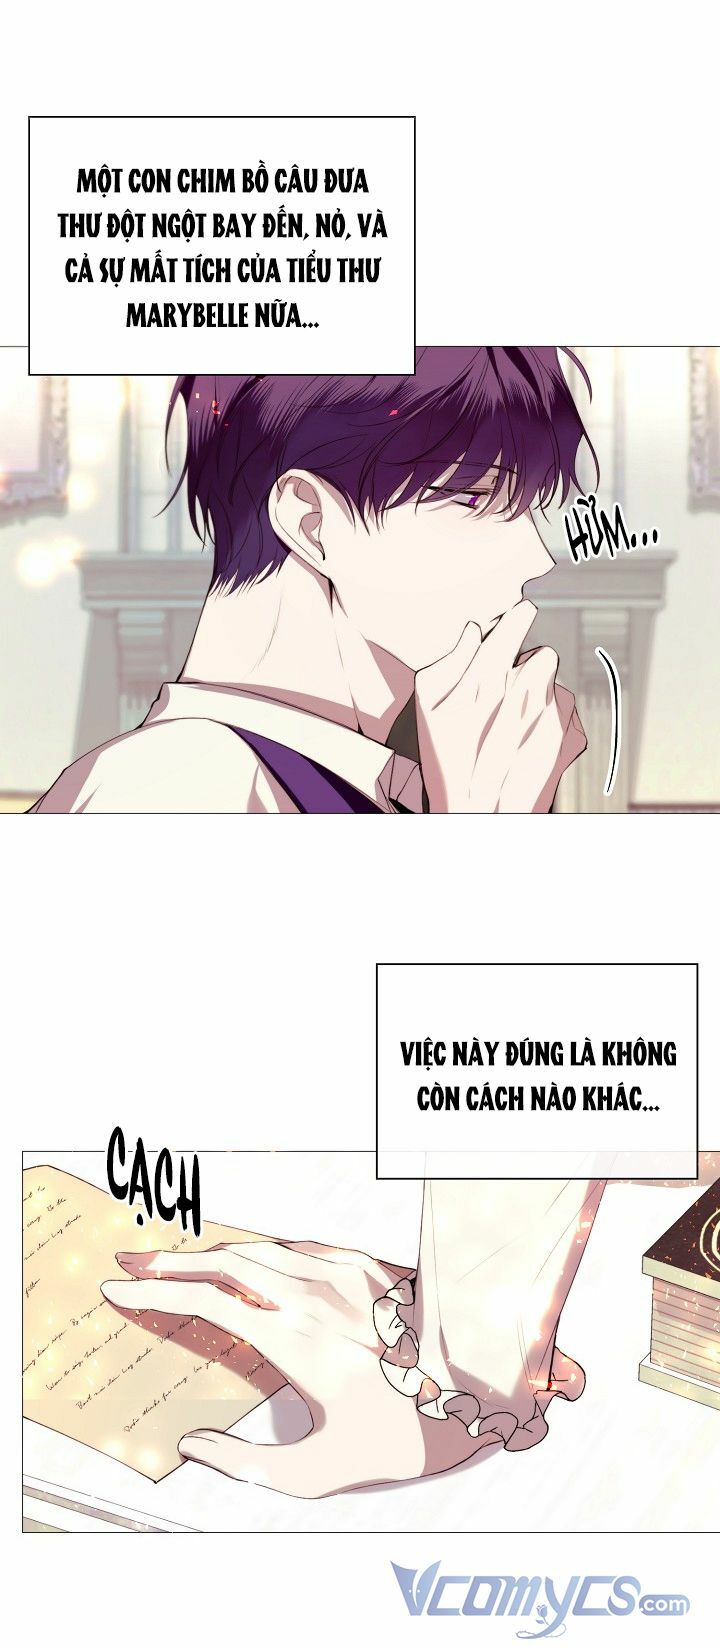 MỘT CON CHIM BỒ CÂU ĐƯA
THƯ ĐỘT NGỘT BAY ĐẾN, NỎ, VÀ
CẢ SỰ MẤT TÍCH CỦA TIỂU THƯ
MARYBELLE NỮA...
HỪM...
VIỆC NÀY ĐÚNG LÀ KHÔNG
CÒN CÁCH NÀO KHÁC...
CẠCH
Vcomycs.com